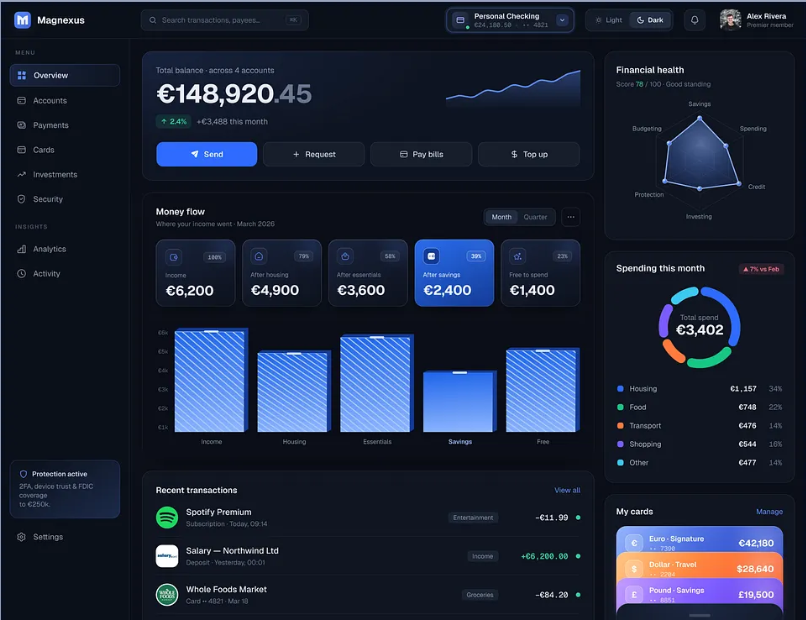 Magnexus
Search transactions, payees...
⌘K
Personal Checking
€24,180.50 · •• 4821
Light
Dark
Alex Rivera
Premier member
MENU
Overview
Accounts
Payments
Cards
Investments
Security
INSIGHTS
Analytics
Activity
Protection active
2FA, device trust & FDIC
coverage
to €250k.
Settings
Total balance · across 4 accounts
€148,920.45
↑ 2.4%
+€3,488 this month
Send
Request
Pay bills
Top up
Money flow
Where your income went · March 2026
Month
Quarter
100%
Income
€6,200
79%
After housing
€4,900
58%
After essentials
€3,600
39%
After savings
€2,400
23%
Free to spend
€1,400
€6k
€5k
€4k
€3k
€2k
€1k
Income
Housing
Essentials
Savings
Free
Recent transactions
View all
Spotify Premium
Subscription · Today, 09:14
Entertainment
-€11.99
Salary — Northwind Ltd
Deposit · Yesterday, 00:01
Income
+€6,200.00
Whole Foods Market
Card •• 4821 · Mar 18
Groceries
-€84.20
Financial health
Score 78 / 100 · Good standing
Savings
Budgeting
Spending
Protection
Credit
Investing
Spending this month
▲ 7% vs Feb
Total spend
€3,402
Housing €1,157 34%
Food €748 22%
Transport €476 14%
Shopping €544 16%
Other €477 14%
My cards
Manage
€
Euro · Signature
€42,180
$
Dollar · Travel
$28,640
£
Pound · Savings
£19,500